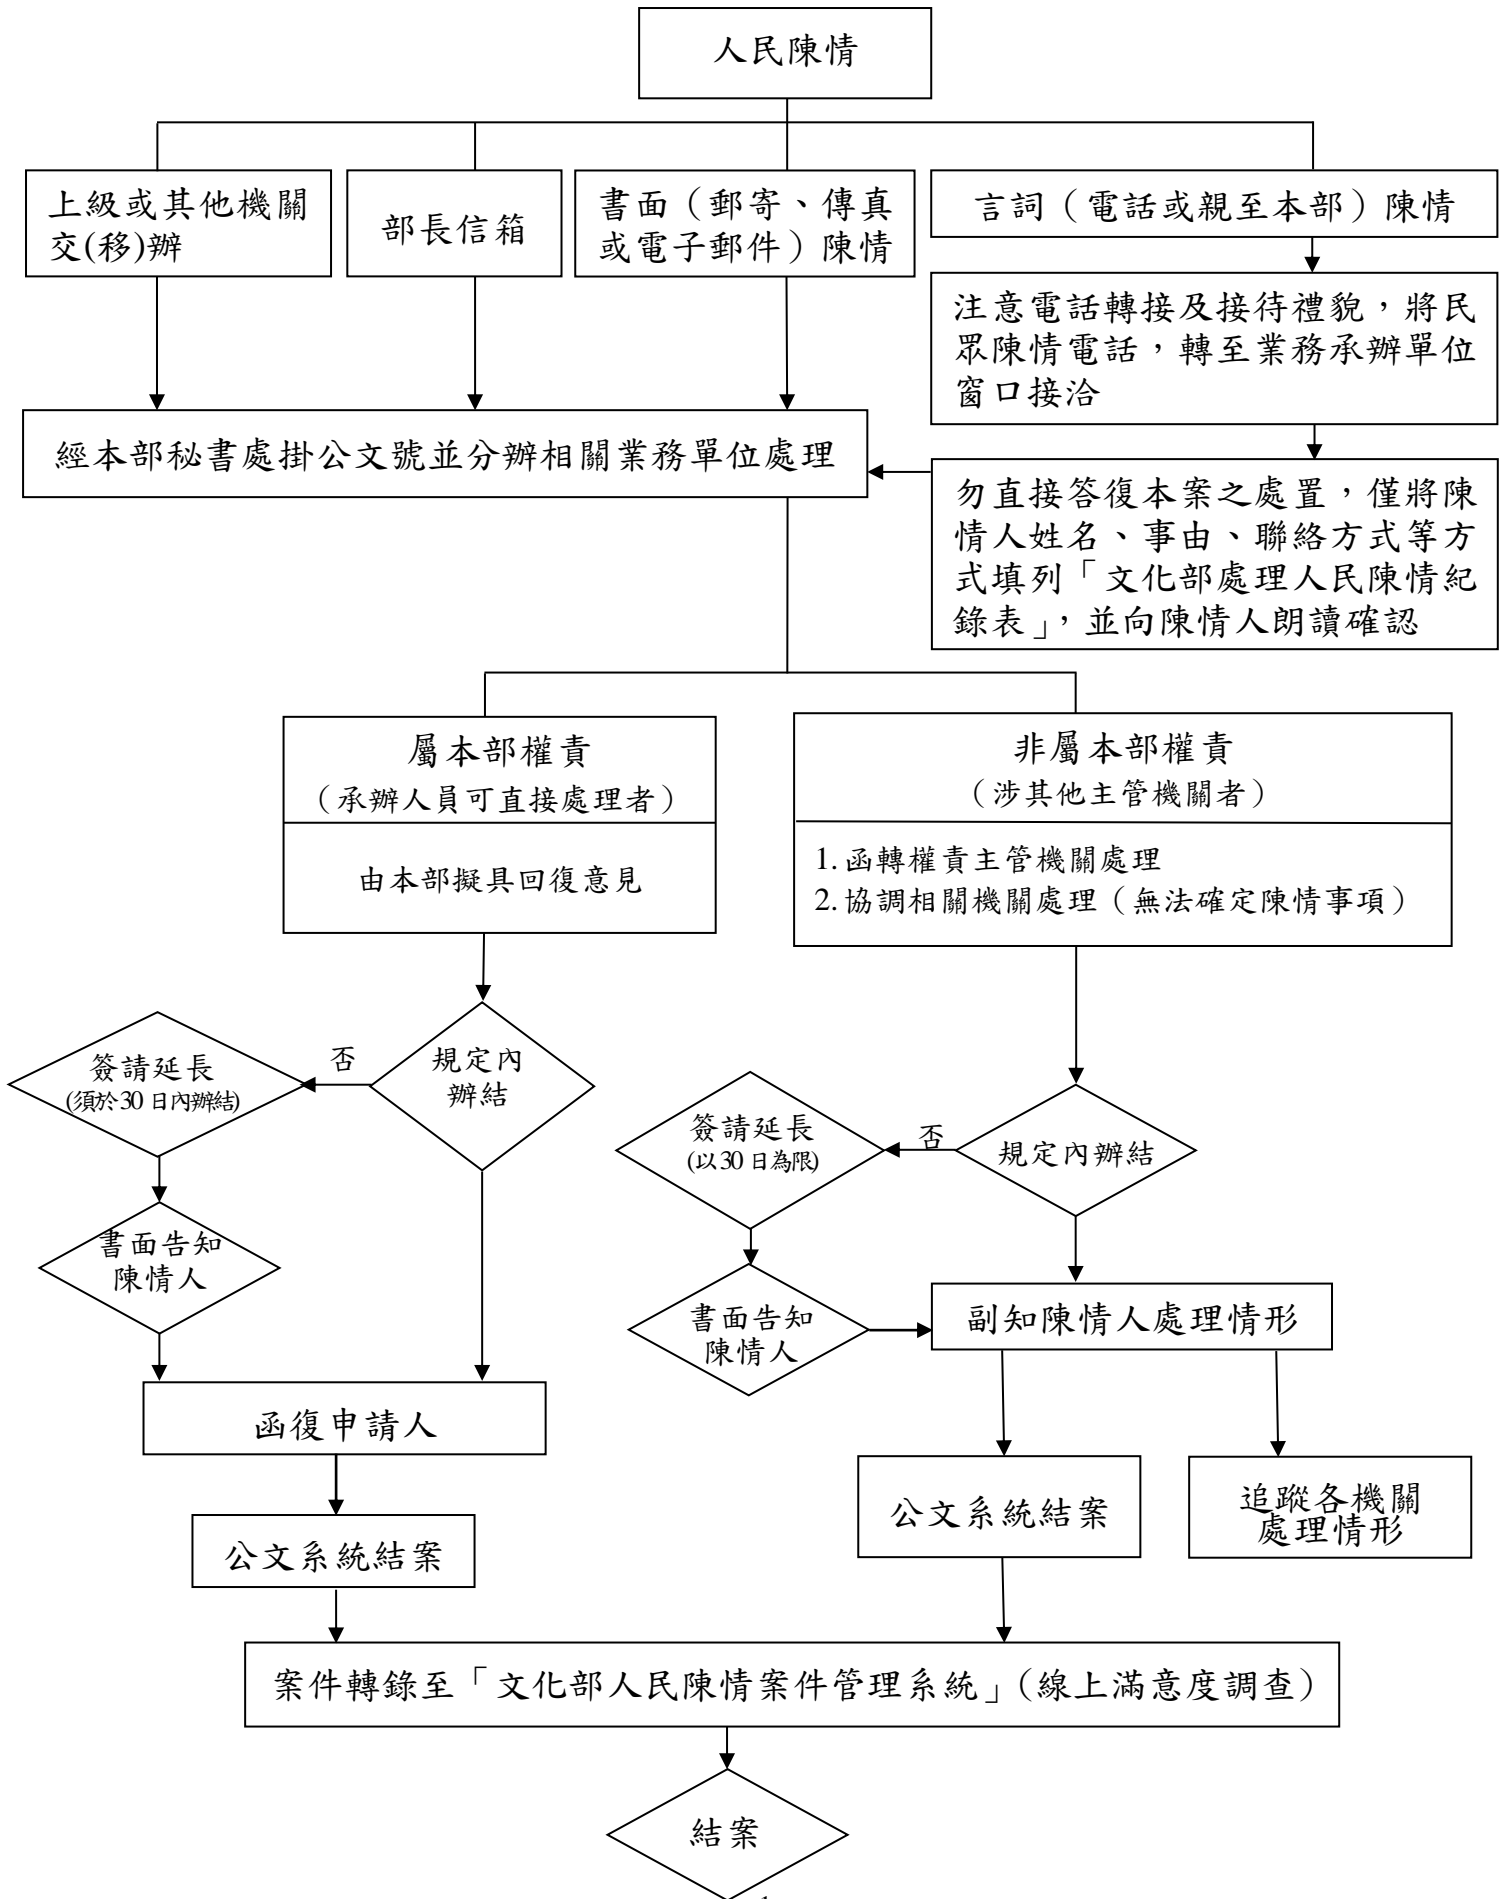 人民陳情
上級或其他機關
交(移)辦
部長信箱
書面（郵寄、傳真
或電子郵件）陳情
言詞（電話或親至本部）陳情
注意電話轉接及接待禮貌，將民
眾陳情電話，轉至業務承辦單位
窗口接洽
經本部秘書處掛公文號並分辦相關業務單位處理
勿直接答復本案之處置，僅將陳
情人姓名、事由、聯絡方式等方
式填列「文化部處理人民陳情紀
錄表」，並向陳情人朗讀確認
屬本部權責
（承辦人員可直接處理者）
由本部擬具回復意見
非屬本部權責
（涉其他主管機關者）
1.函轉權責主管機關處理
2.協調相關機關處理（無法確定陳情事項）
規定內
辦結
否
簽請延長
(須於30日內辦結)
書面告知
陳情人
規定內辦結
否
簽請延長
(以30日為限)
書面告知
陳情人
副知陳情人處理情形
函復申請人
公文系統結案
公文系統結案
追蹤各機關
處理情形
案件轉錄至「文化部人民陳情案件管理系統」（線上滿意度調查）
結案